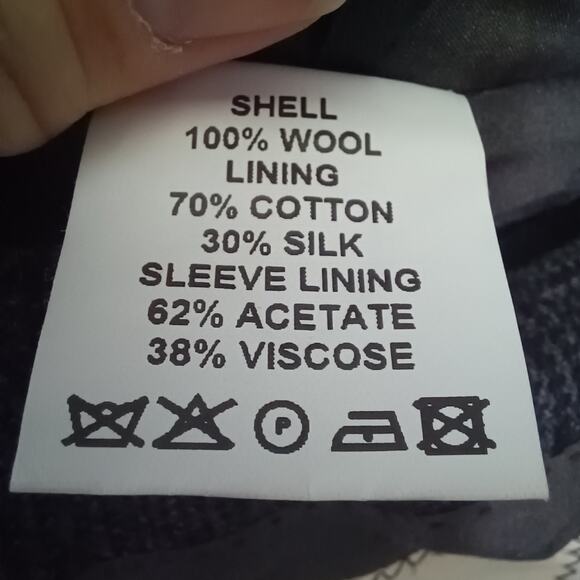 SHELL
100% WOOL
LINING
70% COTTON
30% SILK
SLEEVE LINING
62% ACETATE
38% VISCOSE
P